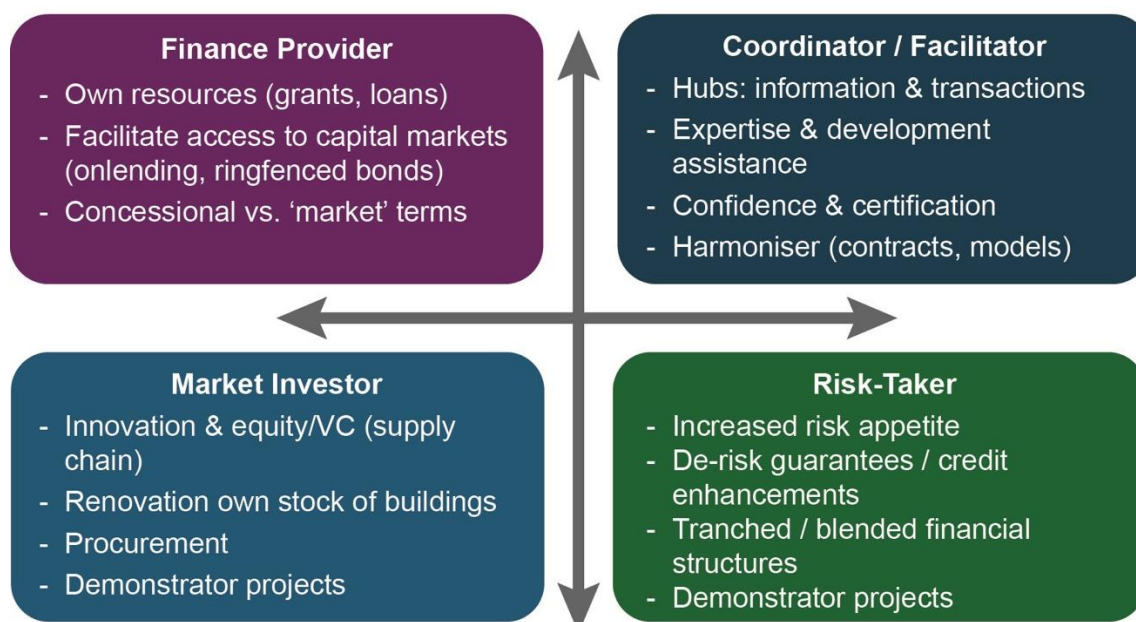 Finance Provider
- Own resources (grants, loans)
- Facilitate access to capital markets
(onlending, ringfenced bonds)
- Concessional vs. ‘market’ terms
Coordinator / Facilitator
- Hubs: information & transactions
- Expertise & development
assistance
- Confidence & certification
- Harmoniser (contracts, models)
Market Investor
- Innovation & equity/VC (supply
chain)
- Renovation own stock of buildings
- Procurement
- Demonstrator projects
Risk-Taker
- Increased risk appetite
- De-risk guarantees / credit
enhancements
- Tranched / blended financial
structures
- Demonstrator projects